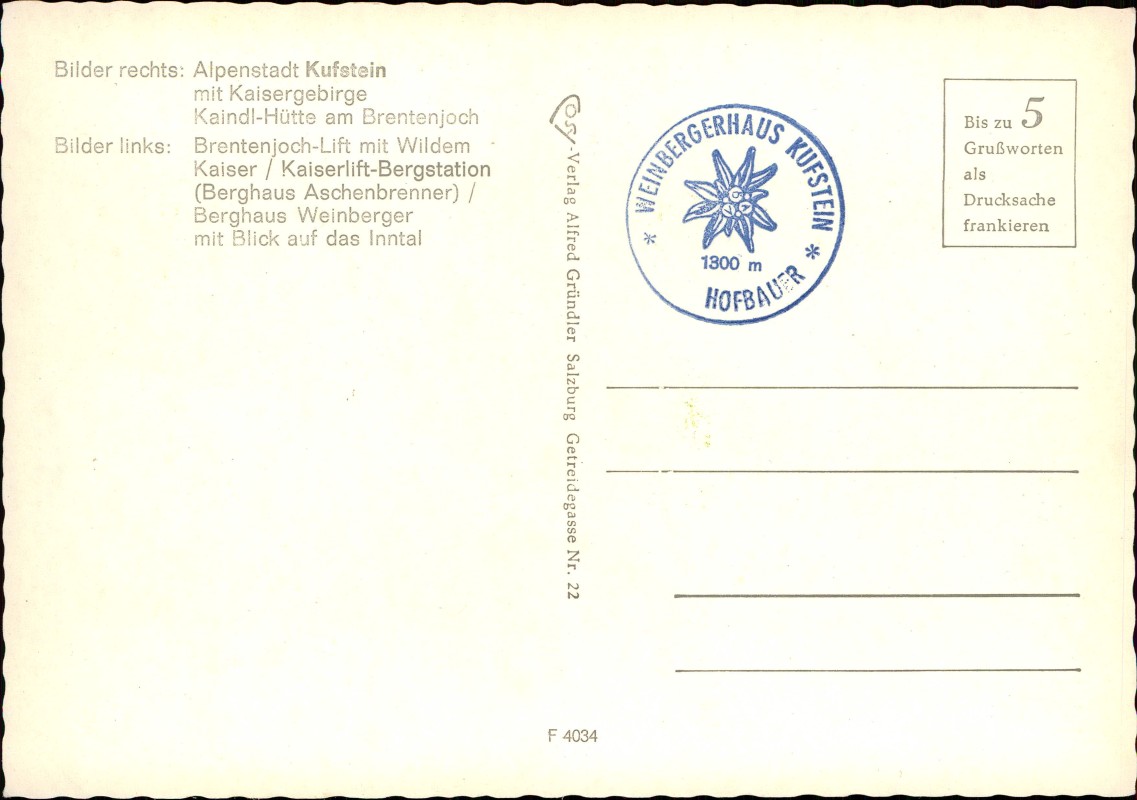 Bilder rechts: Alpenstadt Kufstein
mit Kaisergebirge
Kaindl-Hütte am Brentenjoch
Bilder links: Brentenjoch-Lift mit Wildem
Kaiser / Kaiserlift-Bergstation
(Berghaus Aschenbrenner) /
Berghaus Weinberger
mit Blick auf das Inntal
-Verlag Alfred Gründler Salzburg Getreidegasse Nr. 22
* WEINBERGERHAUS KUFSTEIN *
1300 m
HOFBAUER
Bis zu 5
Grußworten
als
Drucksache
frankieren
F 4034